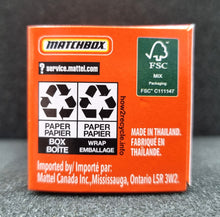 MATCHBOX
? service.mattel.com
FSC
MIX
PACKAGING
FSC® C111147
PAPER
PAPIER
BOX
BOÎTE
PAPER
PAPIER
WRAP
EMBALLAGE
how2recycle.info
MADE IN THAILAND.
FABRIQUÉ EN
THAÏLANDE.
Imported by/ Importé par:
Mattel Canada Inc., Mississauga, Ontario L5R 3W2.